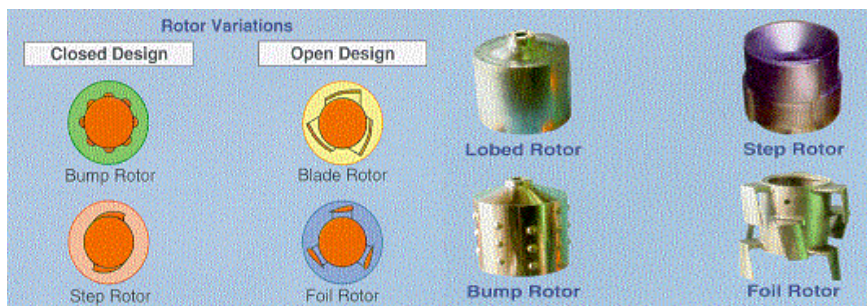 Rotor Variations
Closed Design
Open Design
Bump Rotor
Blade Rotor
Step Rotor
Foil Rotor
Lobed Rotor
Step Rotor
Bump Rotor
Foil Rotor